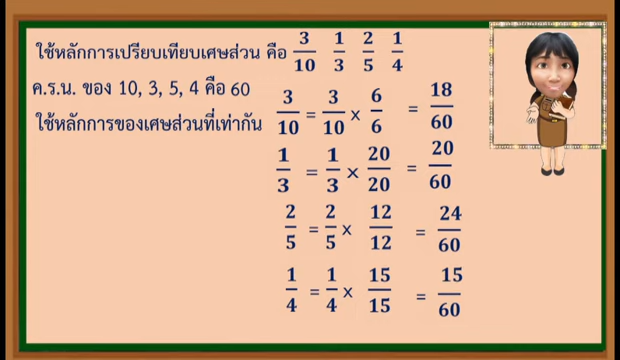 ใช้หลักการเปรียบเทียบเศษส่วน คือ 3/10 1/3 2/5 1/4
ค.ร.น. ของ 10, 3, 5, 4 คือ 60
ใช้หลักการของเศษส่วนที่เท่ากัน 3/10 = 3/10 × 6/6 = 18/60
1/3 = 1/3 × 20/20 = 20/60
2/5 = 2/5 × 12/12 = 24/60
1/4 = 1/4 × 15/15 = 15/60